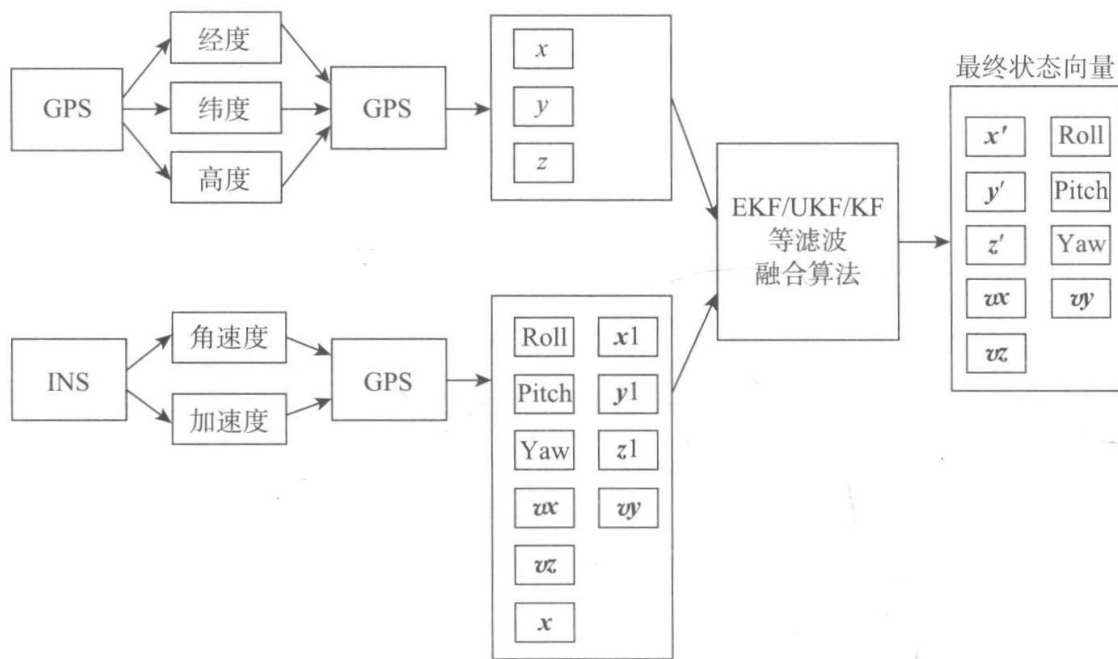 GPS
经度
纬度
高度
GPS
x
y
z
INS
角速度
加速度
GPS
Roll
x1
Pitch
y1
Yaw
z1
vx
vy
vz
x
EKF/UKF/KF
等滤波
融合算法
最终状态向量
x′
Roll
y′
Pitch
z′
Yaw
vx
vy
vz